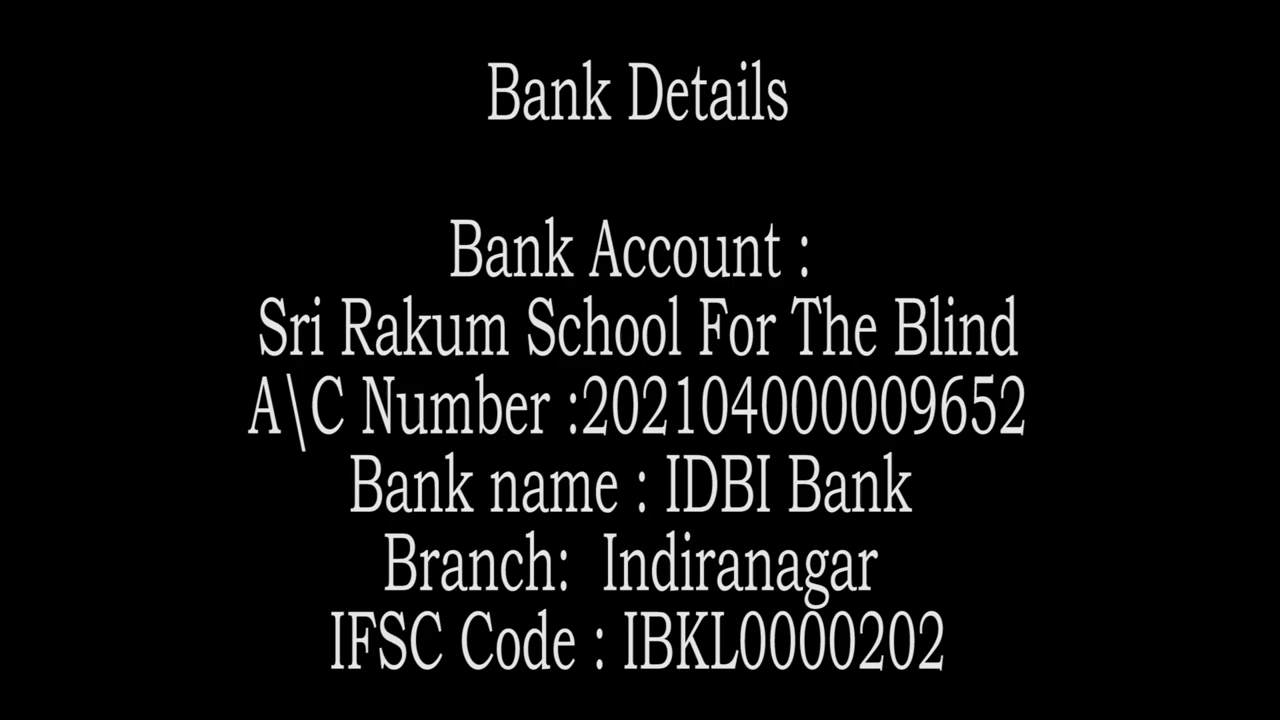 Bank Details
Bank Account :
Sri Rakum School For The Blind
A\C Number :202104000009652
Bank name : IDBI Bank
Branch: Indiranagar
IFSC Code : IBKL0000202